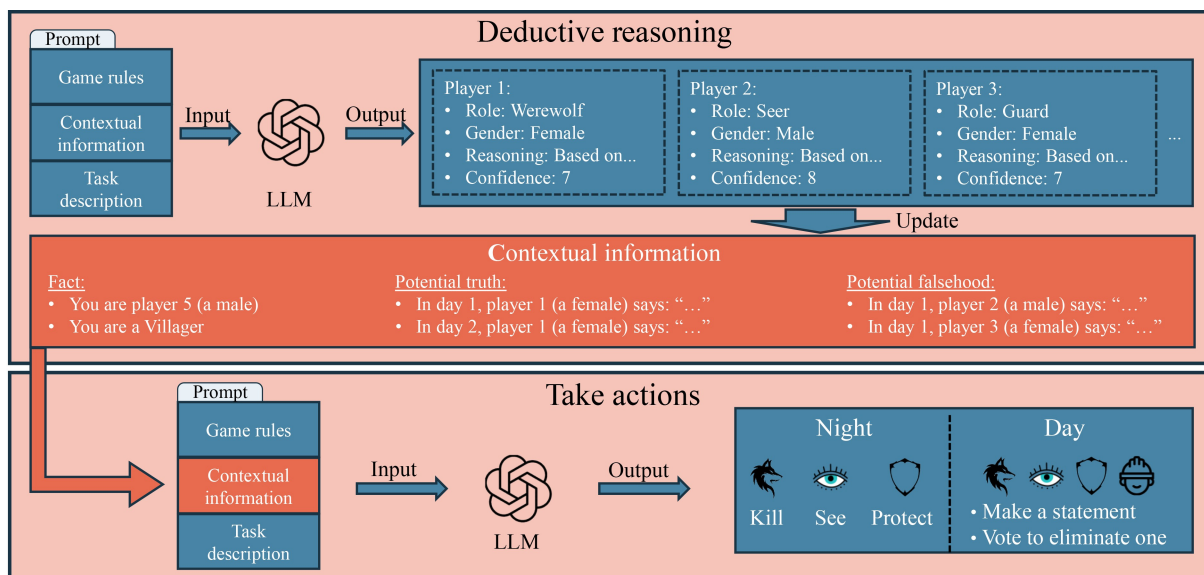 Deductive reasoning
Prompt
Game rules
Contextual
information
Task
description
Input
LLM
Output
Player 1:
• Role: Werewolf
• Gender: Female
• Reasoning: Based on...
• Confidence: 7
Player 2:
• Role: Seer
• Gender: Male
• Reasoning: Based on...
• Confidence: 8
Player 3:
• Role: Guard
• Gender: Female
• Reasoning: Based on...
• Confidence: 7
...
Update
Contextual information
Fact:
• You are player 5 (a male)
• You are a Villager
Potential truth:
• In day 1, player 1 (a female) says: “…”
• In day 2, player 1 (a female) says: “…”
Potential falsehood:
• In day 1, player 2 (a male) says: “…”
• In day 1, player 3 (a female) says: “…”
Take actions
Prompt
Game rules
Contextual
information
Task
description
Input
LLM
Output
Night
Kill See Protect
Day
• Make a statement
• Vote to eliminate one